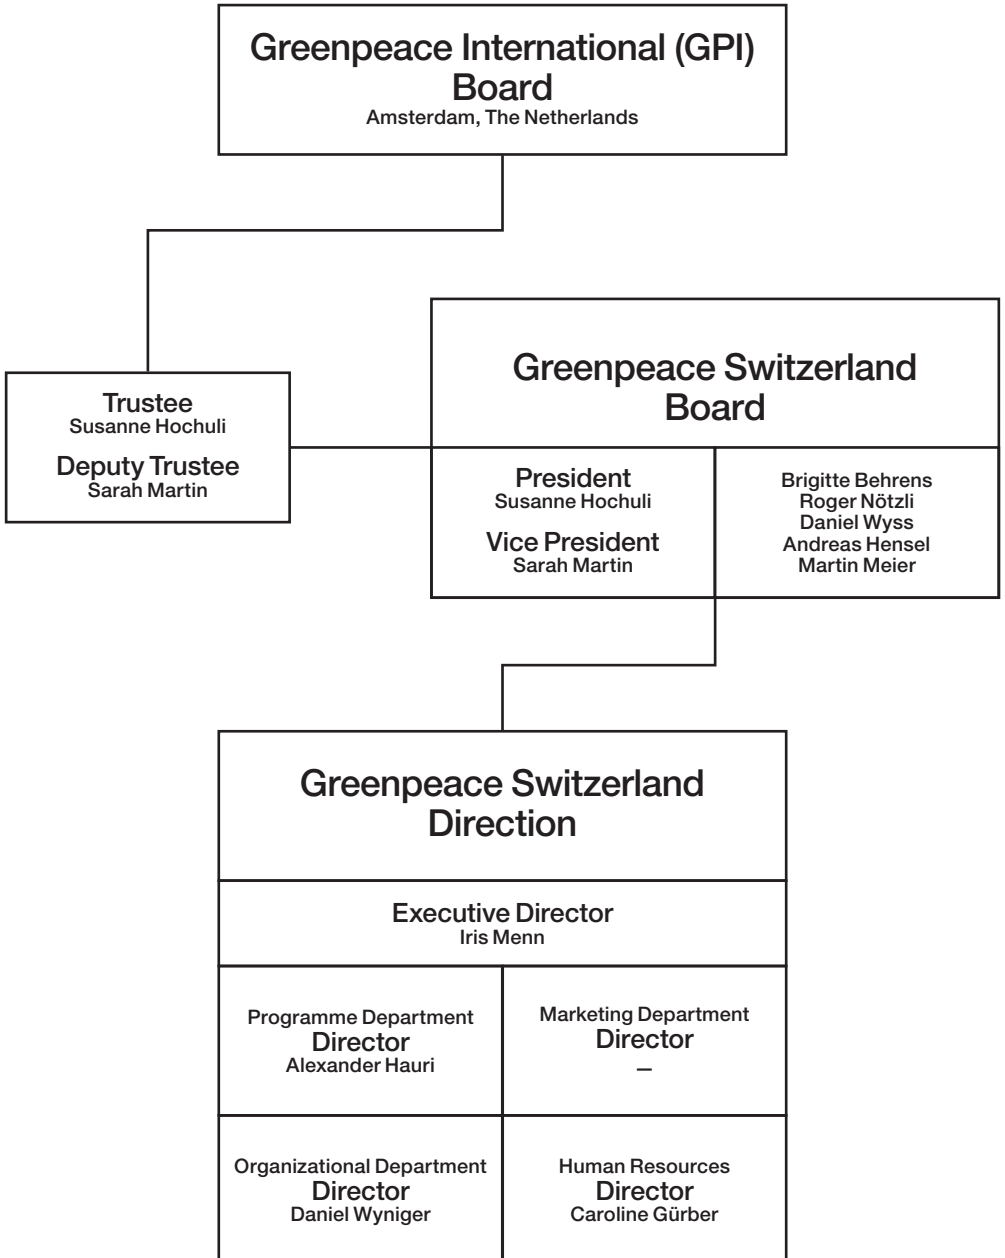 Greenpeace International (GPI)
Board
Amsterdam, The Netherlands
Trustee
Susanne Hochuli
Deputy Trustee
Sarah Martin
Greenpeace Switzerland
Board
President
Susanne Hochuli
Vice President
Sarah Martin
Brigitte Behrens
Roger Nötzli
Daniel Wyss
Andreas Hensel
Martin Meier
Greenpeace Switzerland
Direction
Executive Director
Iris Menn
Programme Department
Director
Alexander Hauri
Marketing Department
Director
–
Organizational Department
Director
Daniel Wyniger
Human Resources
Director
Caroline Gürber